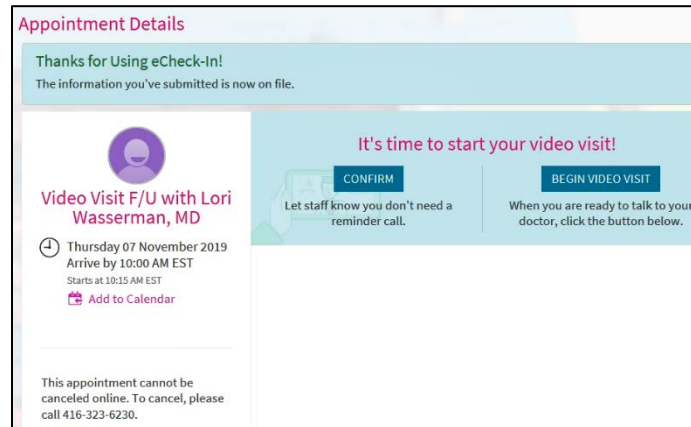 Appointment Details
Thanks for Using eCheck-In!
The information you've submitted is now on file.
Video Visit F/U with Lori
Wasserman, MD
Thursday 07 November 2019
Arrive by 10:00 AM EST
Starts at 10:15 AM EST
Add to Calendar
This appointment cannot be
canceled online. To cancel, please
call 416-323-6230.
It's time to start your video visit!
CONFIRM
Let staff know you don't need a
reminder call.
BEGIN VIDEO VISIT
When you are ready to talk to your
doctor, click the button below.